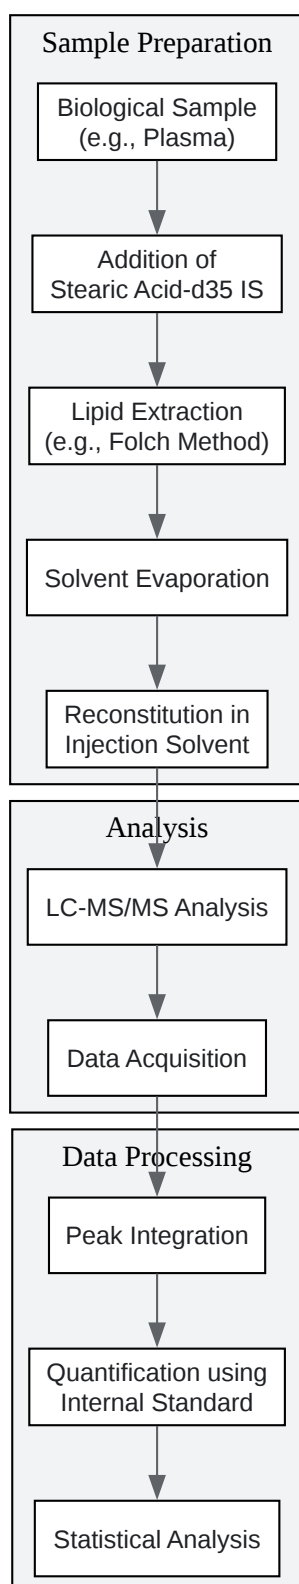 Sample Preparation
Biological Sample
(e.g., Plasma)
Addition of
Stearic Acid-d35 IS
Lipid Extraction
(e.g., Folch Method)
Solvent Evaporation
Reconstitution in
Injection Solvent
Analysis
LC-MS/MS Analysis
Data Acquisition
Data Processing
Peak Integration
Quantification using
Internal Standard
Statistical Analysis